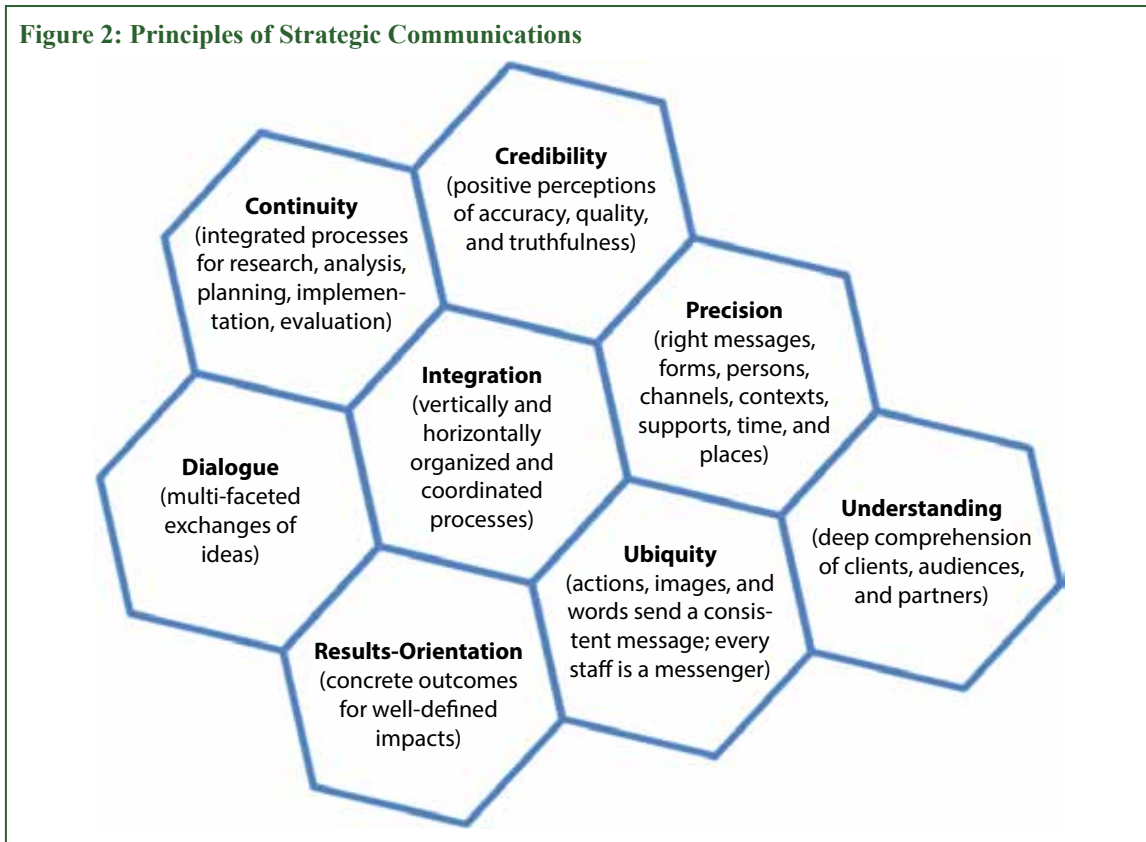 Figure 2: Principles of Strategic Communications
Credibility
(positive perceptions
of accuracy, quality,
and truthfulness)
Continuity
(integrated processes
for research, analysis,
planning, implemen-
tation, evaluation)
Precision
(right messages,
forms, persons,
channels, contexts,
supports, time, and
places)
Integration
(vertically and
horizontally
organized and
coordinated
processes)
Dialogue
(multi-faceted
exchanges of
ideas)
Understanding
(deep comprehension
of clients, audiences,
and partners)
Ubiquity
(actions, images, and
words send a consis-
tent message; every
staff is a messenger)
Results-Orientation
(concrete outcomes
for well-defined
impacts)